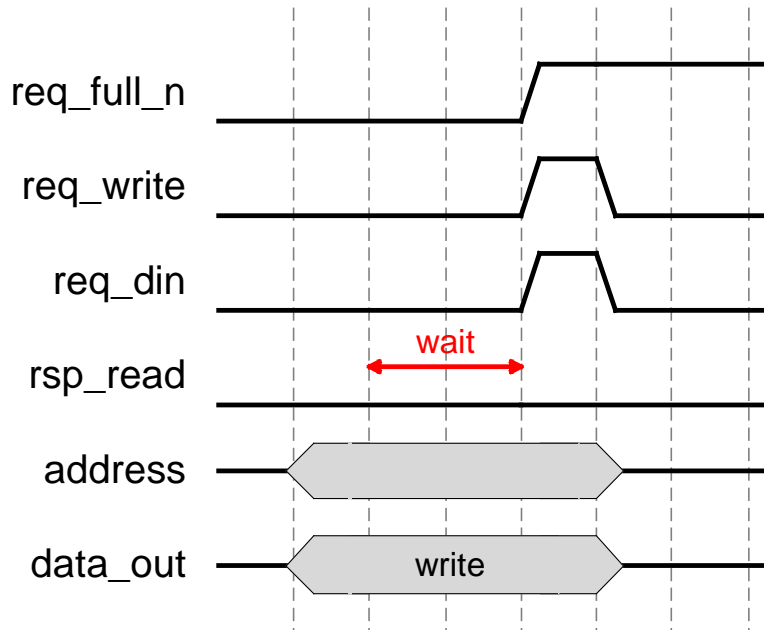 req_full_n
req_write
req_din
wait
rsp_read
address
data_out
write